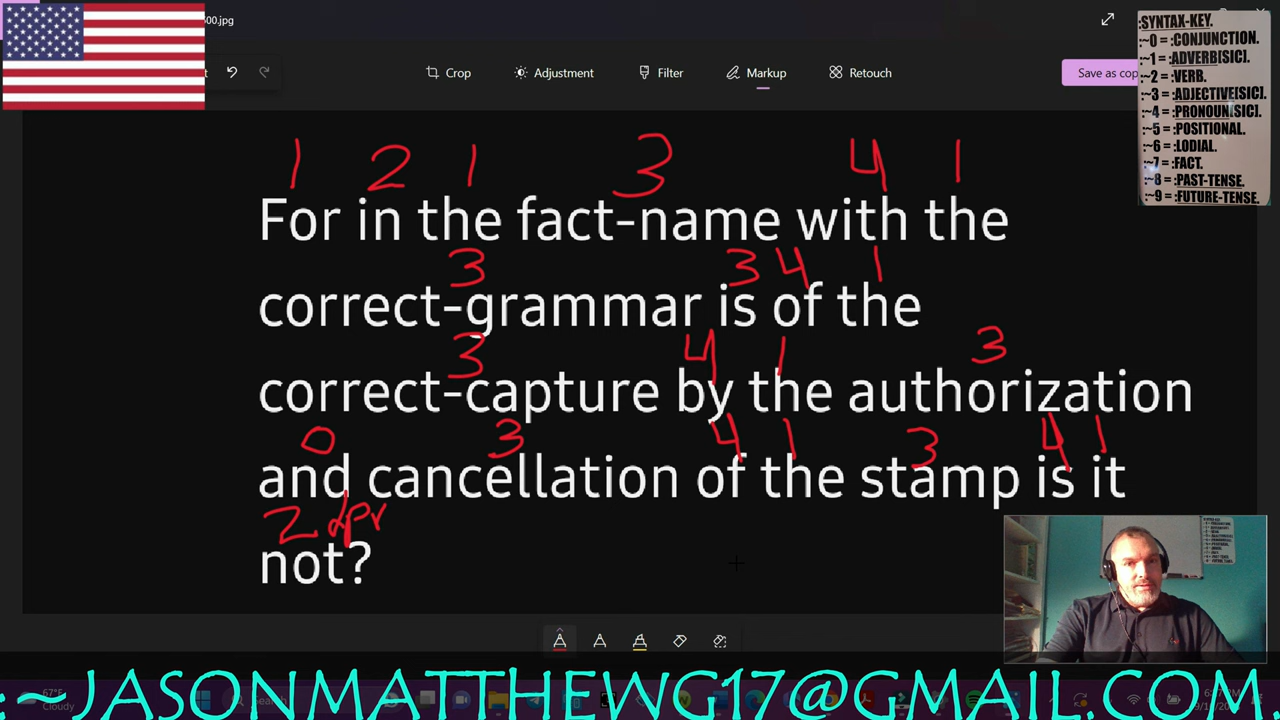 00.jpg
:SYNTAX-KEY.
:~0 = :CONJUNCTION.
:~1 = :ADVERB[SIC].
:~2 = :VERB.
:~3 = :ADJECTIVE[SIC].
:~4 = :PRONOUN[SIC].
:~5 = :POSITIONAL.
:~6 = :LODIAL.
:~7 = :FACT.
:~8 = :PAST-TENSE.
:~9 = :FUTURE-TENSE.
Crop Adjustment Filter Markup Retouch Save as cop
1 2 1 3 4 1
For in the fact-name with the
3 3 4 1
correct-grammar is of the
3 4 1 3
correct-capture by the authorization
0 3 4 1 3 4 1
and cancellation of the stamp is it
2 dpv
not?
:~JASONMATTHEWG17@GMAIL.COM.
67°F
Cloudy
Search